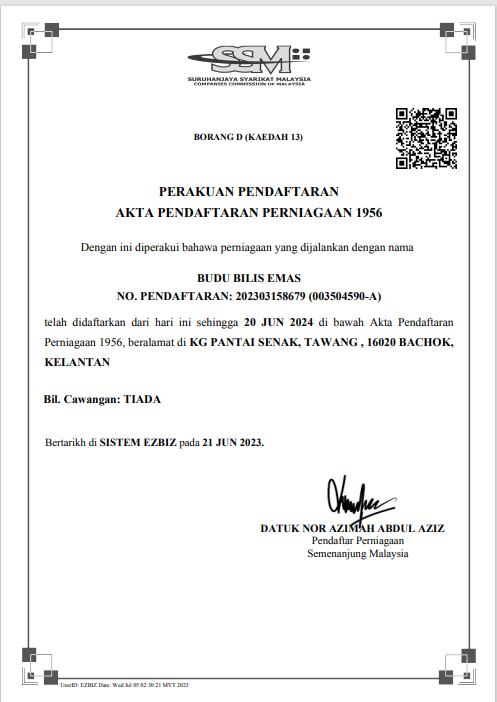 SSM
SURUHANJAYA SYARIKAT MALAYSIA
COMPANIES COMMISSION OF MALAYSIA
BORANG D (KAEDAH 13)
PERAKUAN PENDAFTARAN
AKTA PENDAFTARAN PERNIAGAAN 1956
Dengan ini diperakui bahawa perniagaan yang dijalankan dengan nama
BUDU BILIS EMAS
NO. PENDAFTARAN: 202303158679 (003504590-A)
telah didaftarkan dari hari ini sehingga 20 JUN 2024 di bawah Akta Pendaftaran
Perniagaan 1956, beralamat di KG PANTAI SENAK, TAWANG , 16020 BACHOK,
KELANTAN
Bil. Cawangan: TIADA
Bertarikh di SISTEM EZBIZ pada 21 JUN 2023.
DATUK NOR AZIMAH ABDUL AZIZ
Pendaftar Perniagaan
Semenanjung Malaysia
UserID: EZBIZ Date: Wed Jul 05 02:30:21 MYT 2023